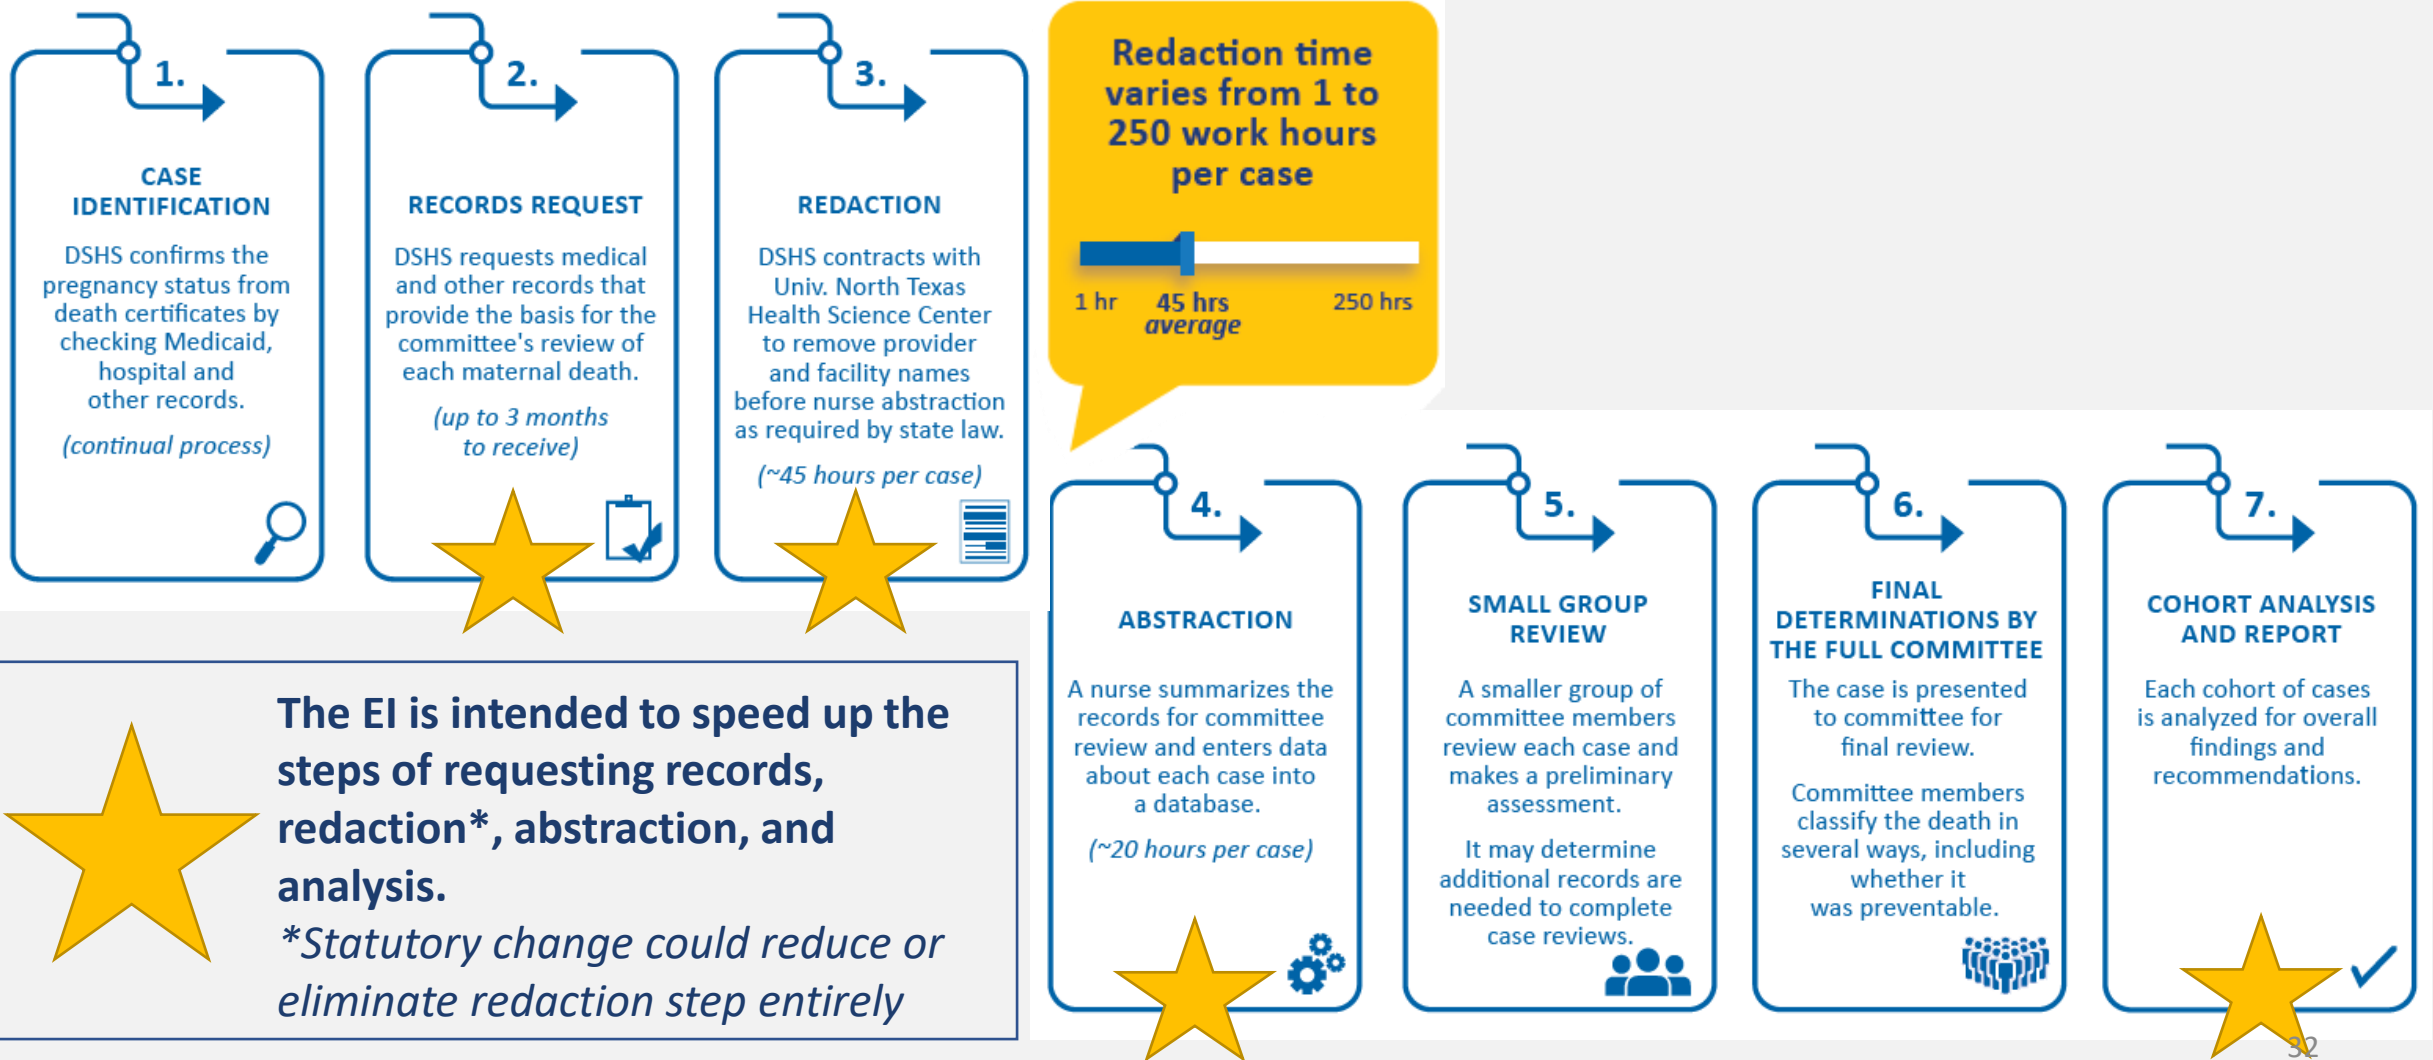 1.
CASE
IDENTIFICATION
DSHS confirms the
pregnancy status from
death certificates by
checking Medicaid,
hospital and
other records.
(continual process)
2.
RECORDS REQUEST
DSHS requests medical
and other records that
provide the basis for the
committee's review of
each maternal death.
(up to 3 months
to receive)
3.
REDACTION
DSHS contracts with
Univ. North Texas
Health Science Center
to remove provider
and facility names
before nurse abstraction
as required by state law.
(~45 hours per case)
Redaction time
varies from 1 to
250 work hours
per case
1 hr
45 hrs
average
250 hrs
4.
ABSTRACTION
A nurse summarizes the
records for committee
review and enters data
about each case into
a database.
(~20 hours per case)
5.
SMALL GROUP
REVIEW
A smaller group of
committee members
review each case and
makes a preliminary
assessment.
It may determine
additional records are
needed to complete
case reviews.
6.
FINAL
DETERMINATIONS BY
THE FULL COMMITTEE
The case is presented
to committee for
final review.
Committee members
classify the death in
several ways, including
whether it
was preventable.
7.
COHORT ANALYSIS
AND REPORT
Each cohort of cases
is analyzed for overall
findings and
recommendations.
The EI is intended to speed up the
steps of requesting records,
redaction*, abstraction, and
analysis.
*Statutory change could reduce or
eliminate redaction step entirely
32